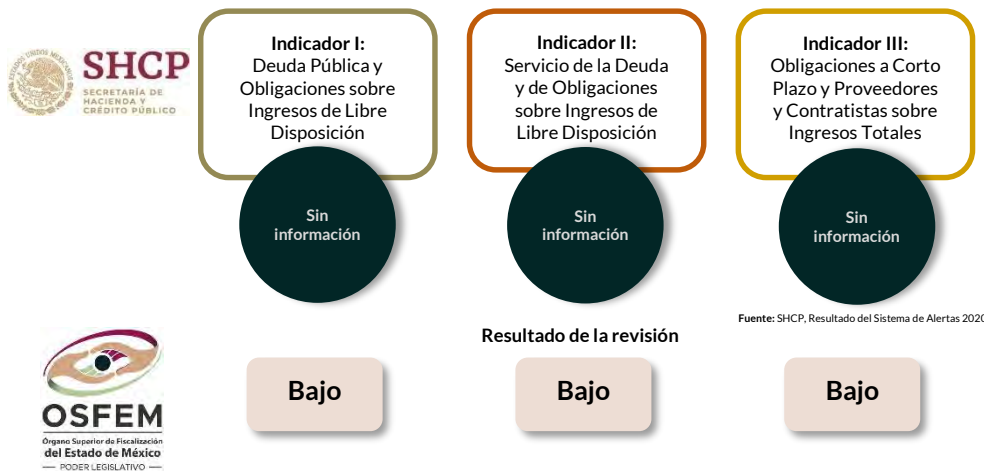 ESTADOS UNIDOS MEXICANOS
SHCP
SECRETARÍA DE
HACIENDA Y
CRÉDITO PÚBLICO
Indicador I:
Deuda Pública y
Obligaciones sobre
Ingresos de Libre
Disposición
Sin
información
Indicador II:
Servicio de la Deuda
y de Obligaciones
sobre Ingresos de
Libre Disposición
Sin
información
Indicador III:
Obligaciones a Corto
Plazo y Proveedores
y Contratistas sobre
Ingresos Totales
Sin
información
Fuente: SHCP, Resultado del Sistema de Alertas 2020
Resultado de la revisión
OSFEM
Órgano Superior de Fiscalización
del Estado de México
PODER LEGISLATIVO
Bajo
Bajo
Bajo